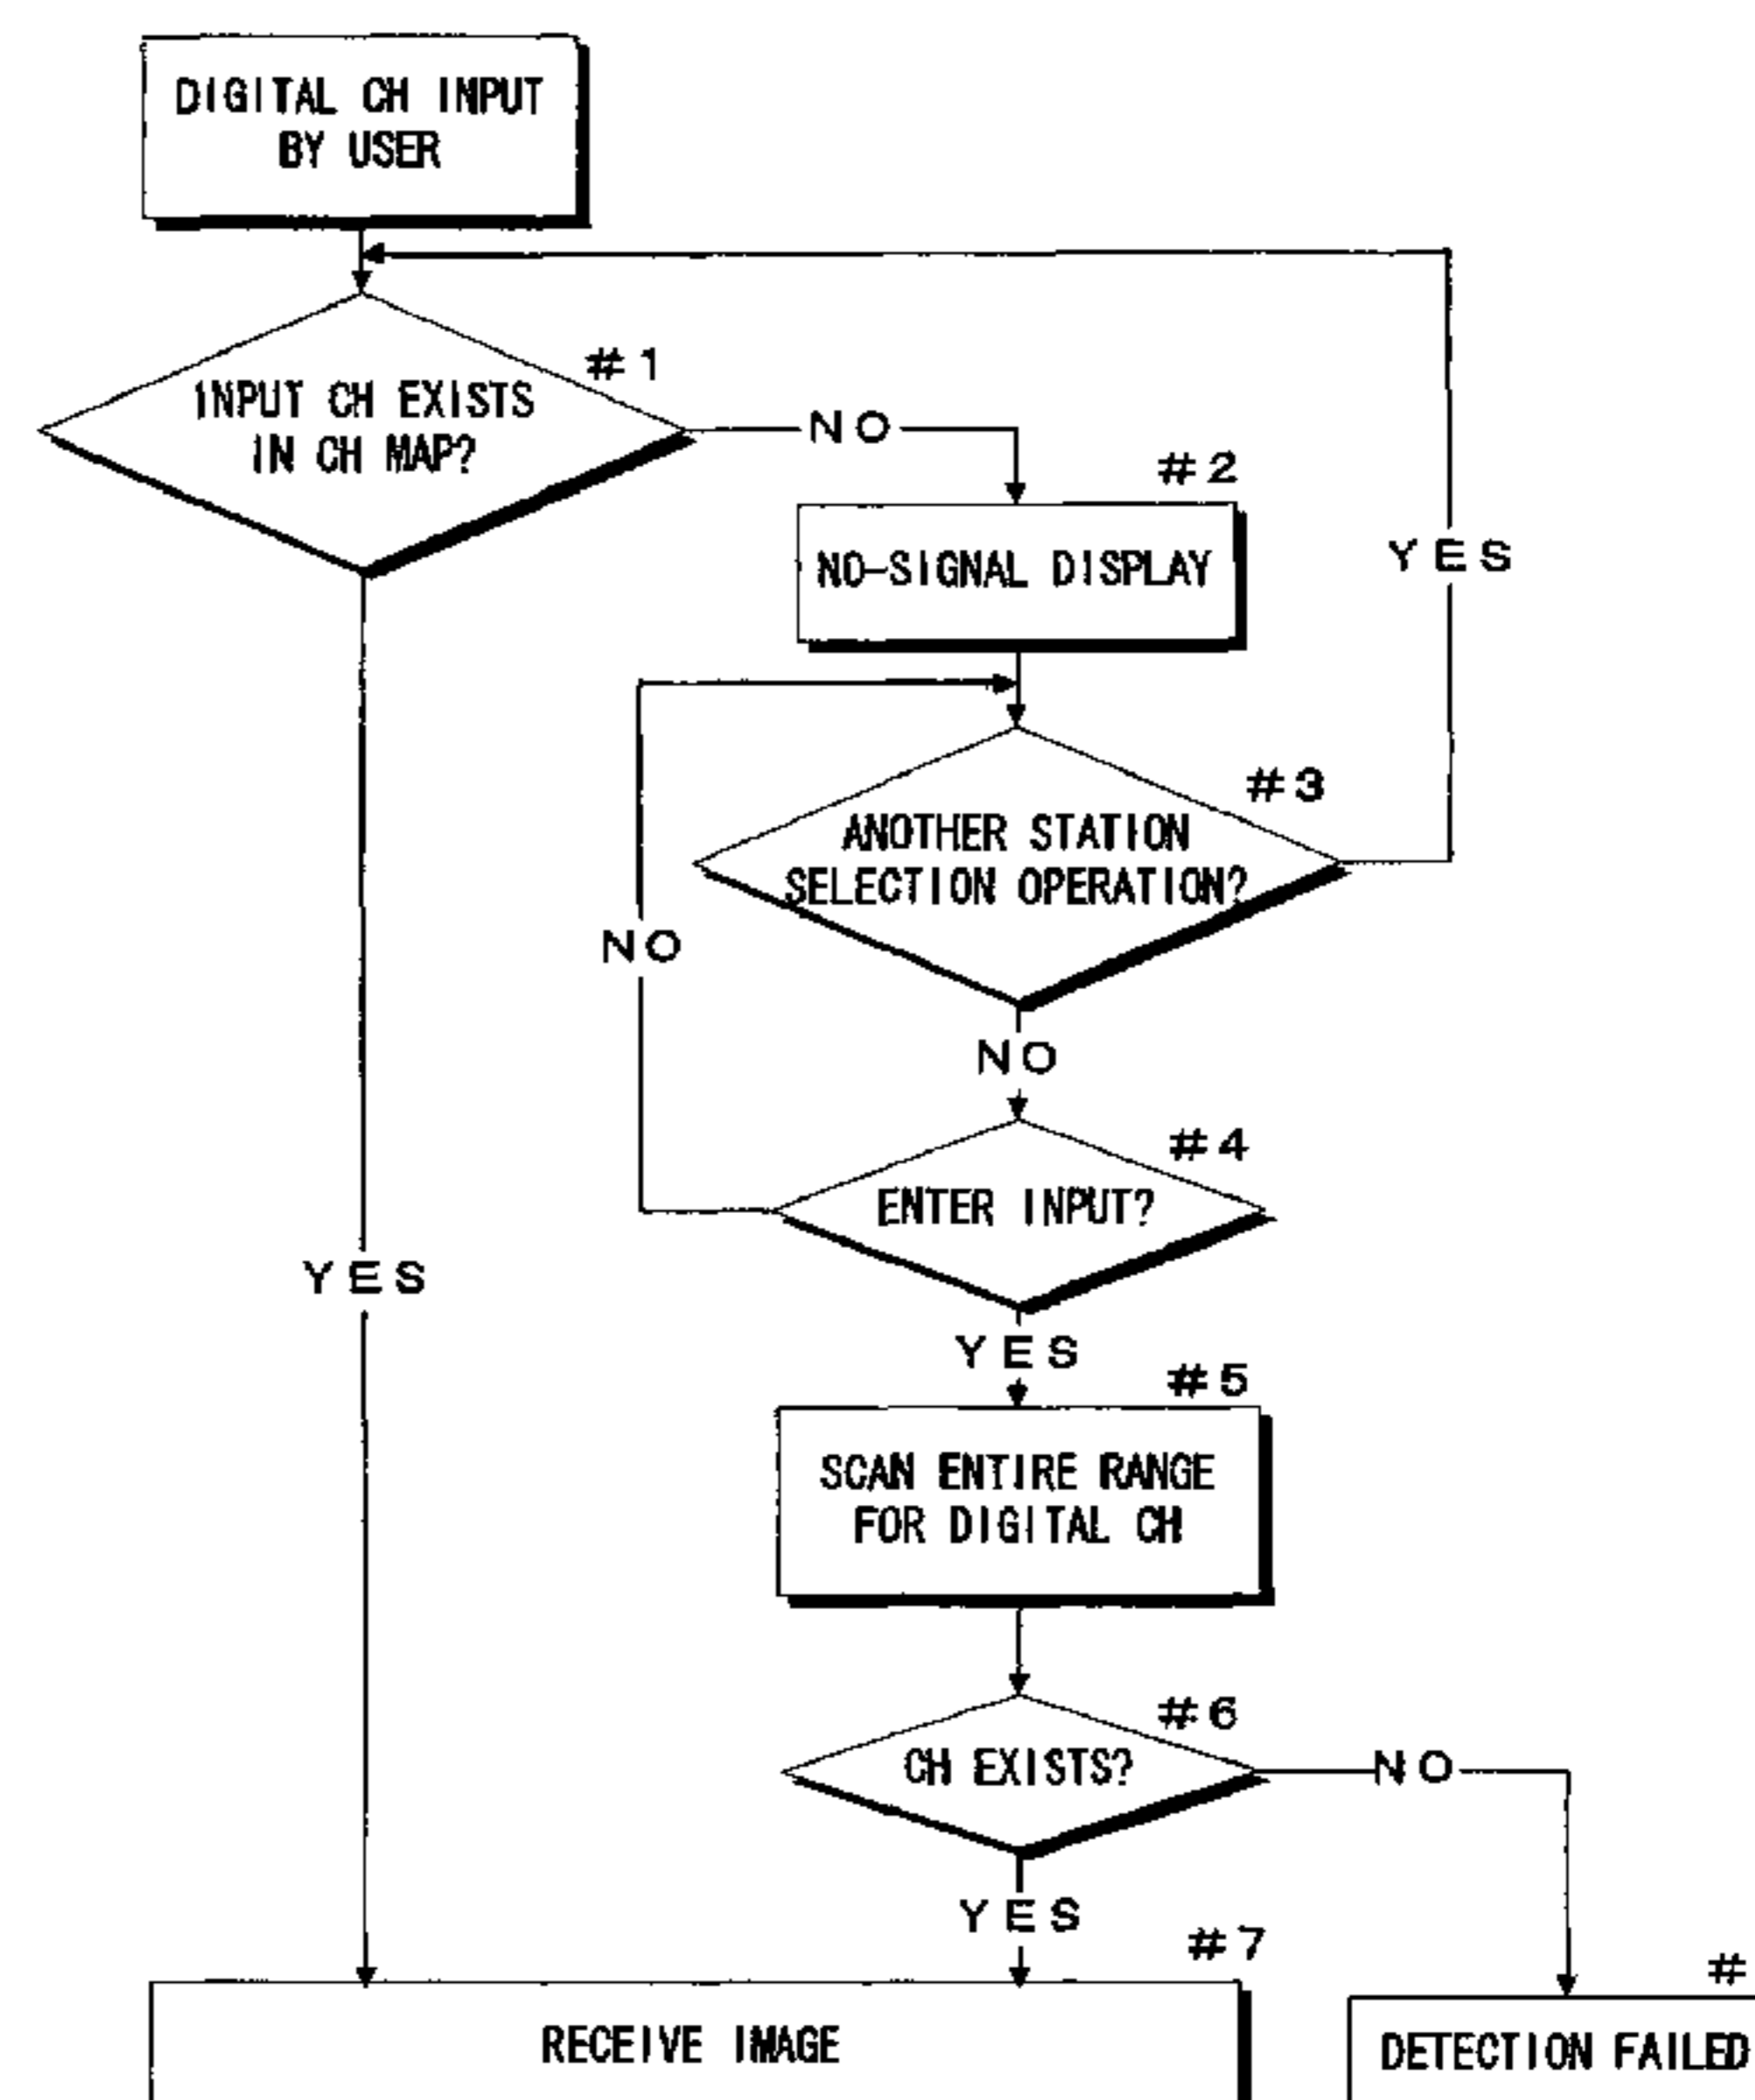 DIGITAL CH INPUT
BY USER
#1
INPUT CH EXISTS
IN CH MAP?
NO
#2
NO-SIGNAL DISPLAY
YES
#3
ANOTHER STATION
SELECTION OPERATION?
NO
NO
#4
ENTER INPUT?
YES
YES
#5
SCAN ENTIRE RANGE
FOR DIGITAL CH
#6
CH EXISTS?
NO
YES
#7
#
RECEIVE IMAGE
DETECTION FAILED